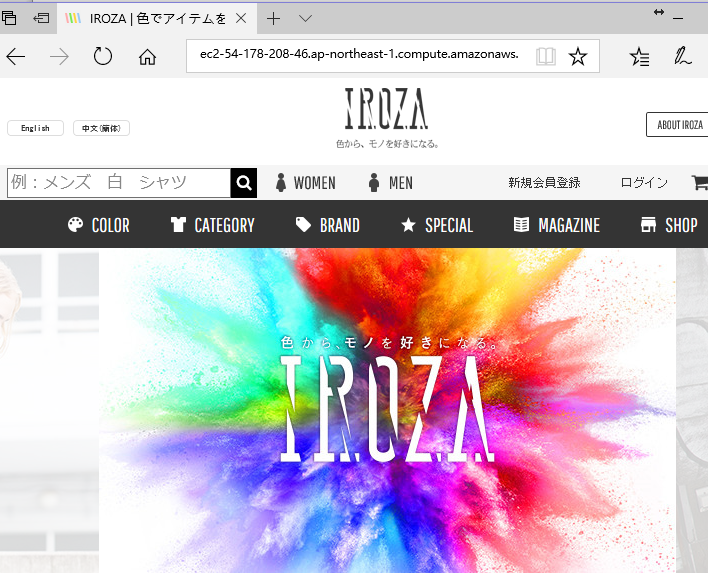 IROZA | 色でアイテムを
ec2-54-178-208-46.ap-northeast-1.compute.amazonaws.
English
中文(簡体)
IROZA
色から、モノを好きになる。
ABOUT IROZA
例：メンズ　白　シャツ
WOMEN
MEN
新規会員登録
ログイン
COLOR
CATEGORY
BRAND
SPECIAL
MAGAZINE
SHOP
色から、モノを好きになる。
IROZA